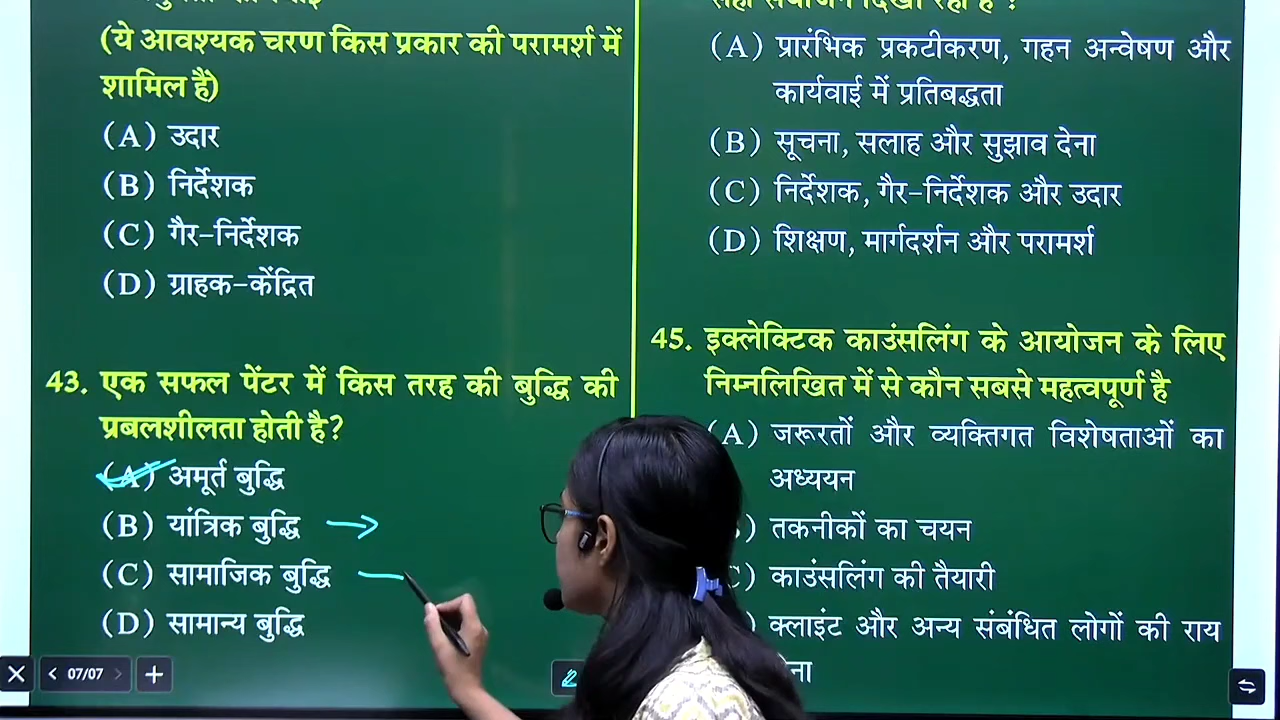 (ये आवश्यक चरण किस प्रकार की परामर्श में
शामिल हैं)
(A) उदार
(B) निर्देशक
(C) गैर-निर्देशक
(D) ग्राहक-केंद्रित
43. एक सफल पेंटर में किस तरह की बुद्धि की
प्रबलशीलता होती है?
(A) अमूर्त बुद्धि
(B) यांत्रिक बुद्धि
(C) सामाजिक बुद्धि
(D) सामान्य बुद्धि
07/07
(A) प्रारंभिक प्रकटीकरण, गहन अन्वेषण और
कार्यवाई में प्रतिबद्धता
(B) सूचना, सलाह और सुझाव देना
(C) निर्देशक, गैर-निर्देशक और उदार
(D) शिक्षण, मार्गदर्शन और परामर्श
45. इक्लेक्टिक काउंसलिंग के आयोजन के लिए
निम्नलिखित में से कौन सबसे महत्वपूर्ण है
(A) जरूरतों और व्यक्तिगत विशेषताओं का
अध्ययन
) तकनीकों का चयन
C) काउंसलिंग की तैयारी
) क्लाइंट और अन्य संबंधित लोगों की राय